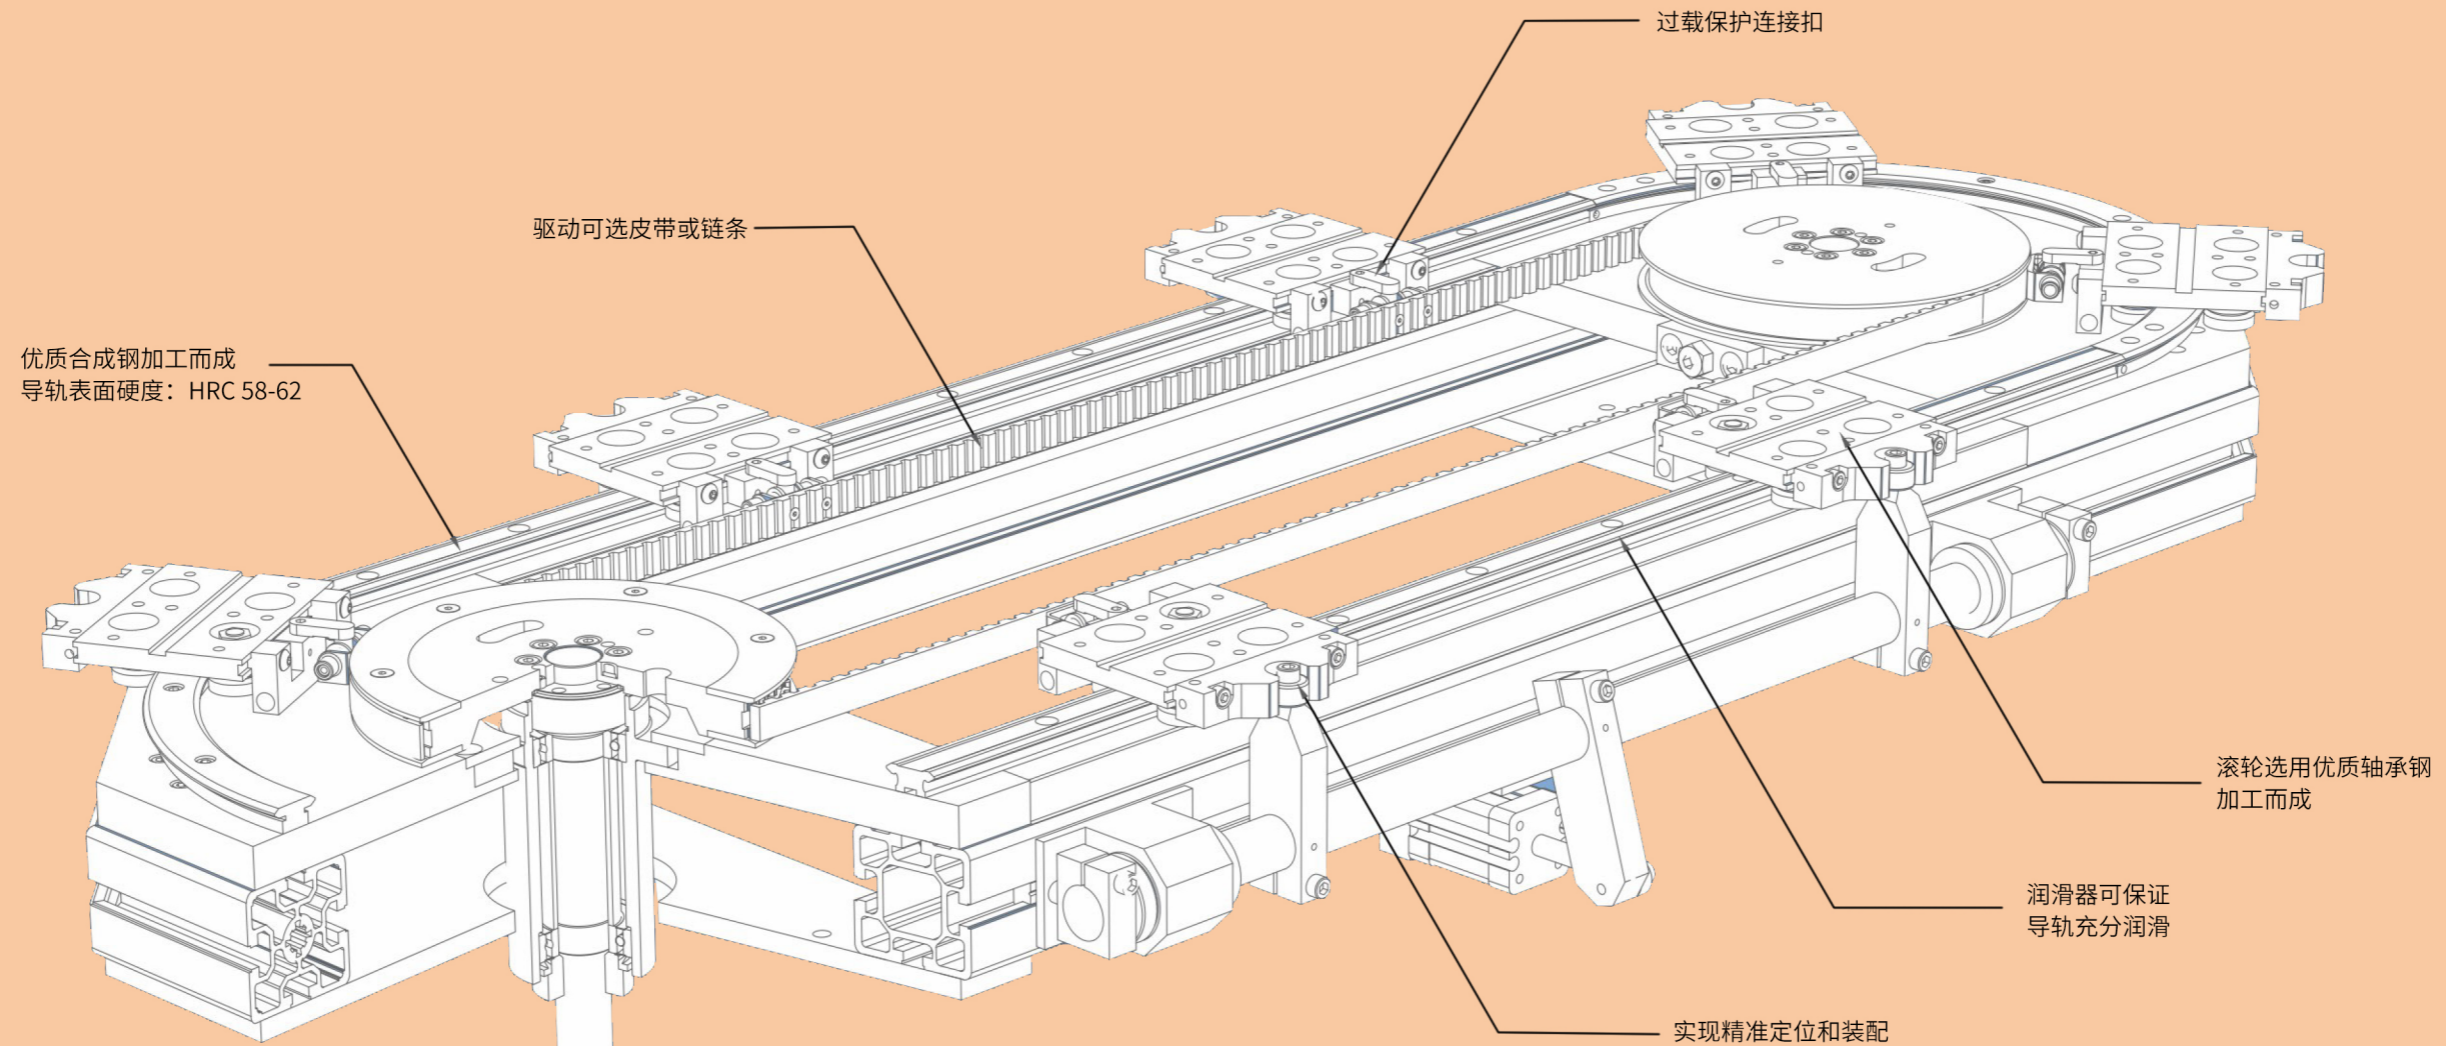 过载保护连接扣
驱动可选皮带或链条
优质合成钢加工而成
导轨表面硬度：HRC 58-62
滚轮选用优质轴承钢
加工而成
润滑器可保证
导轨充分润滑
实现精准定位和装配